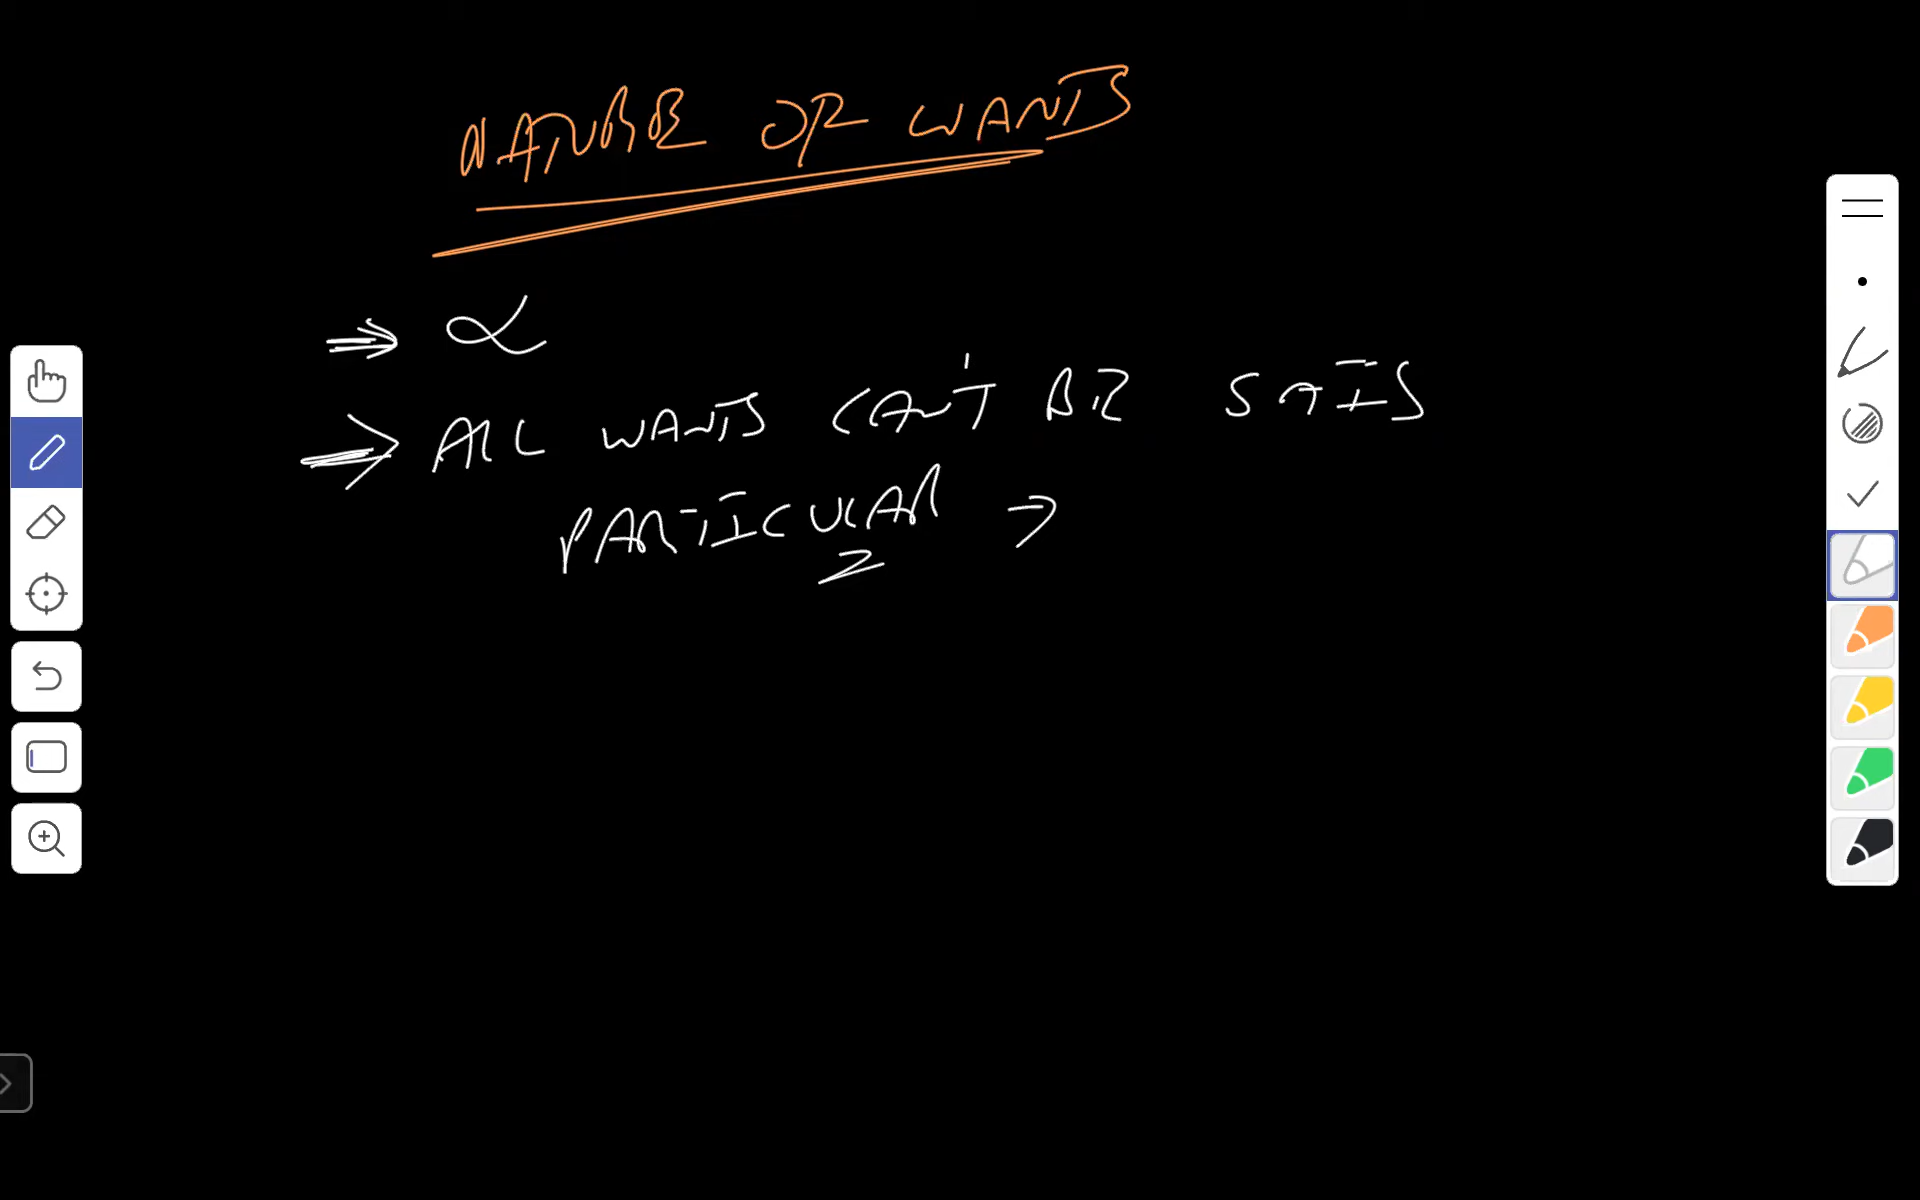 NATURE OF WANTS
⇒ ∝
⇒ ALL WANTS CAN'T BE SATIS
PARTICULAR →